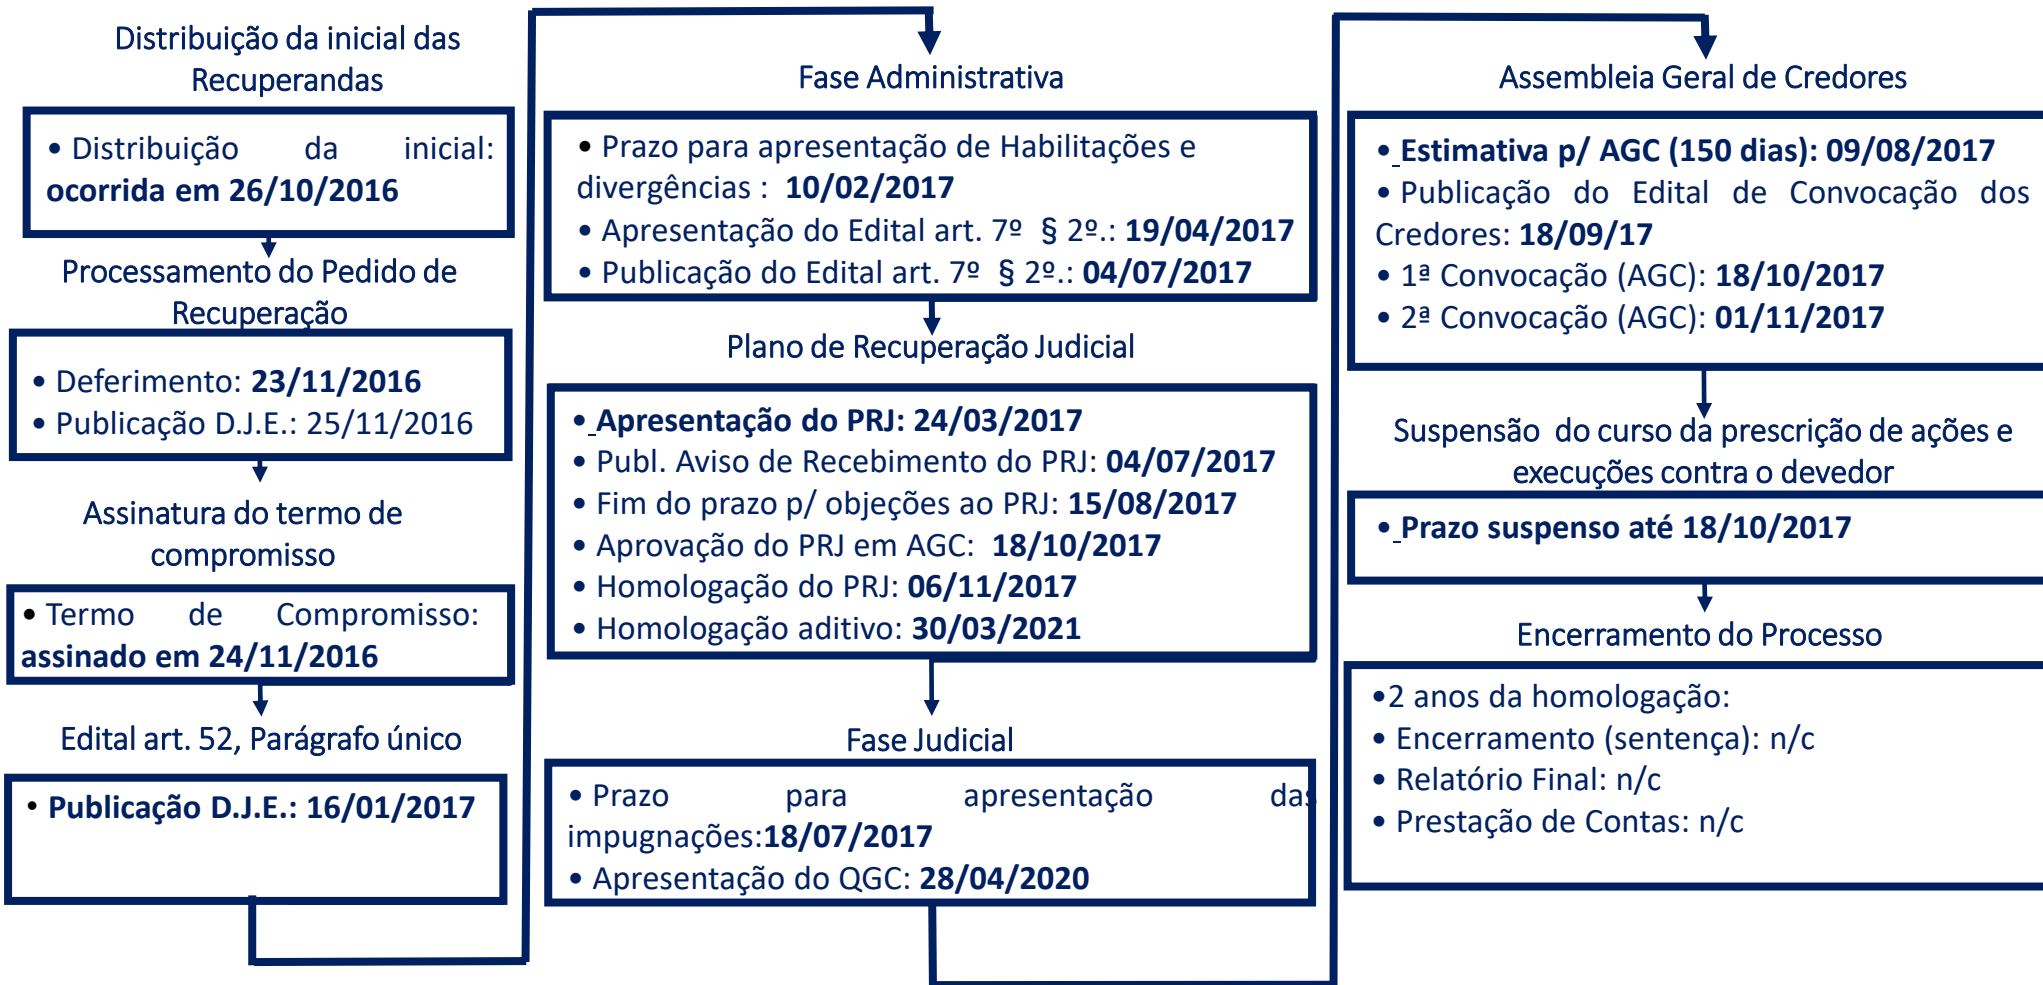 Distribuição da inicial das
Recuperandas
• Distribuição da inicial:
ocorrida em 26/10/2016
Processamento do Pedido de
Recuperação
• Deferimento: 23/11/2016
• Publicação D.J.E.: 25/11/2016
Assinatura do termo de
compromisso
• Termo de Compromisso:
assinado em 24/11/2016
Edital art. 52, Parágrafo único
• Publicação D.J.E.: 16/01/2017
Fase Administrativa
• Prazo para apresentação de Habilitações e
divergências : 10/02/2017
• Apresentação do Edital art. 7º § 2º.: 19/04/2017
• Publicação do Edital art. 7º § 2º.: 04/07/2017
Plano de Recuperação Judicial
• Apresentação do PRJ: 24/03/2017
• Publ. Aviso de Recebimento do PRJ: 04/07/2017
• Fim do prazo p/ objeções ao PRJ: 15/08/2017
• Aprovação do PRJ em AGC: 18/10/2017
• Homologação do PRJ: 06/11/2017
• Homologação aditivo: 30/03/2021
Fase Judicial
• Prazo para apresentação das
impugnações:18/07/2017
• Apresentação do QGC: 28/04/2020
Assembleia Geral de Credores
• Estimativa p/ AGC (150 dias): 09/08/2017
• Publicação do Edital de Convocação dos
Credores: 18/09/17
• 1ª Convocação (AGC): 18/10/2017
• 2ª Convocação (AGC): 01/11/2017
Suspensão do curso da prescrição de ações e
execuções contra o devedor
• Prazo suspenso até 18/10/2017
Encerramento do Processo
•2 anos da homologação:
• Encerramento (sentença): n/c
• Relatório Final: n/c
• Prestação de Contas: n/c